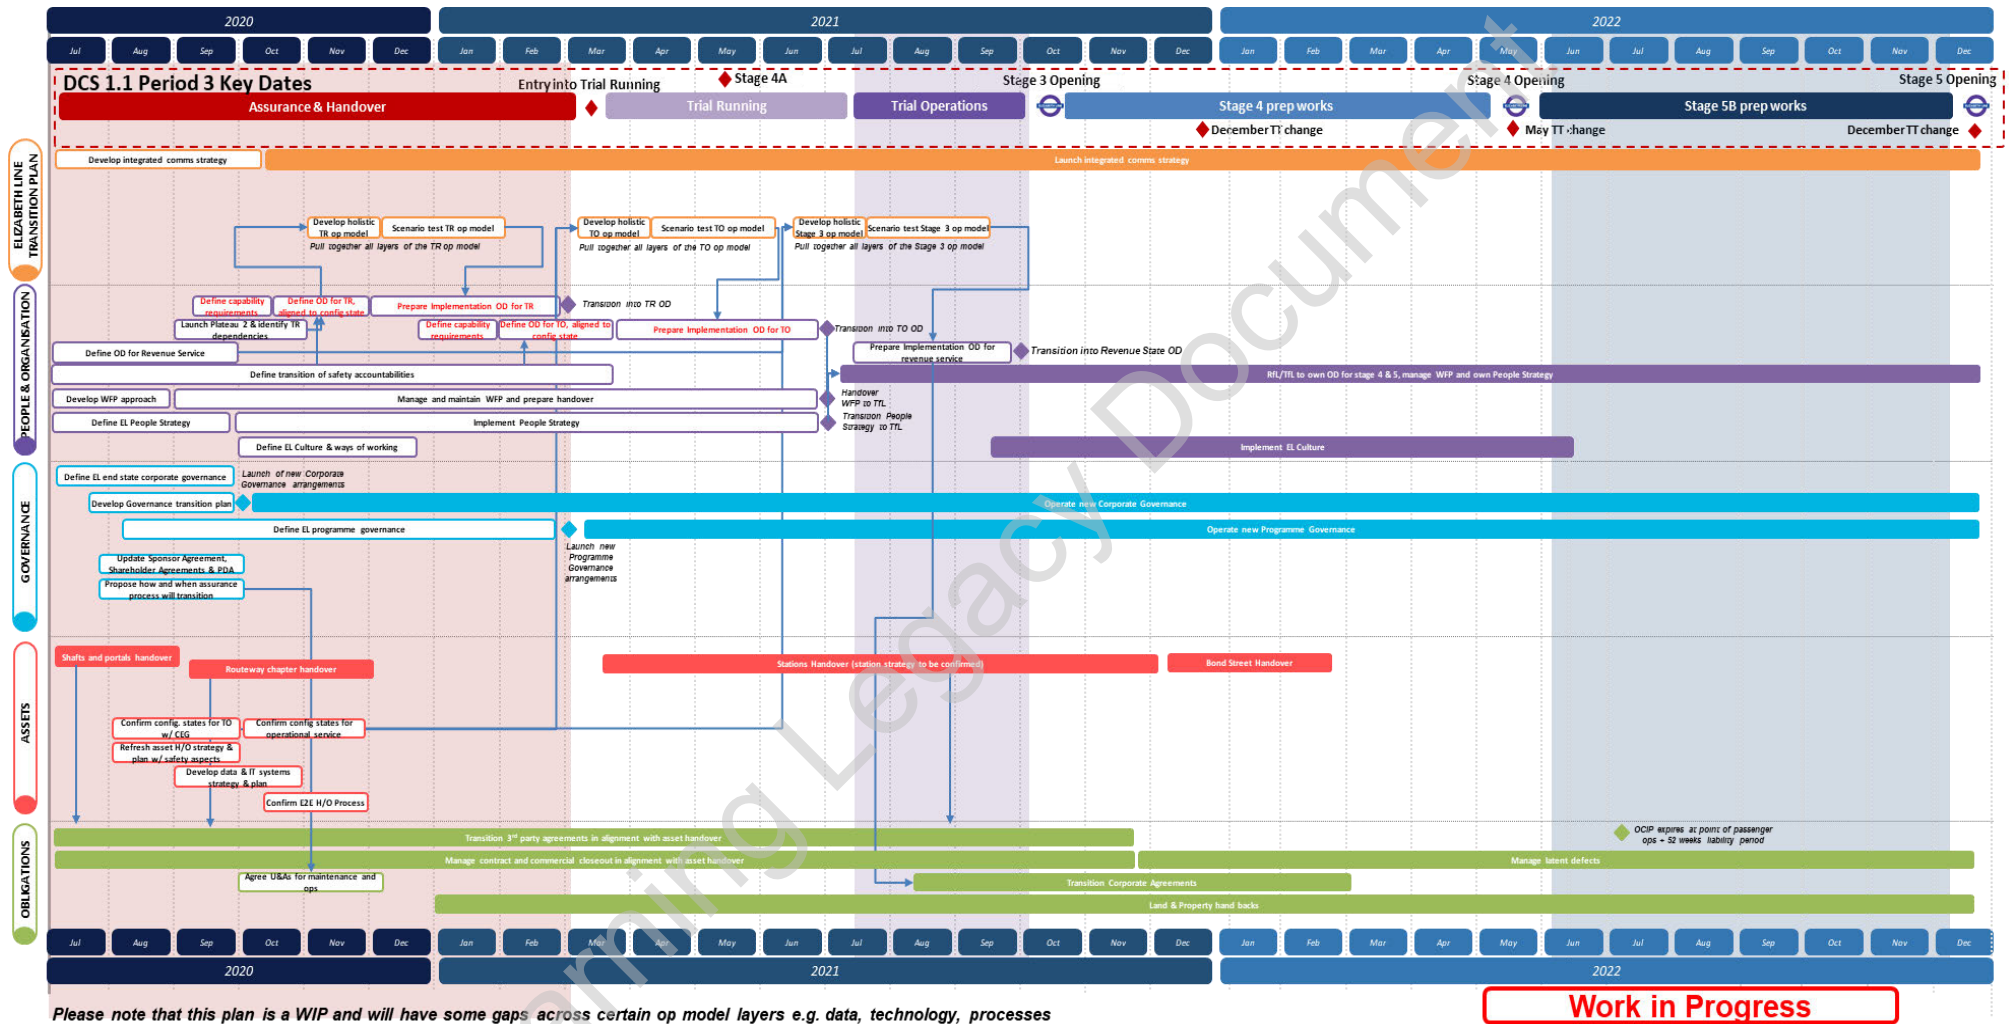 2020
2021
2022
Jul Aug Sep Oct Nov Dec Jan Feb Mar Apr May Jun Jul Aug Sep Oct Nov Dec Jan Feb Mar Apr May Jun Jul Aug Sep Oct Nov Dec
DCS 1.1 Period 3 Key Dates
Entry into Trial Running
Stage 4A
Stage 3 Opening
Stage 4 Opening
Stage 5 Opening
Assurance & Handover
Trial Running
Trial Operations
Stage 4 prep works
Stage 5B prep works
December TT change
May TT change
December TT change
ELIZABETH LINE
TRANSITION PLAN
Develop integrated comms strategy
Launch integrated comms strategy
Develop holistic
TR op model
Scenario test TR op model
Pull together all layers of the TR op model
Develop holistic
TO op model
Scenario test TO op model
Pull together all layers of the TO op model
Develop holistic
Stage 3 op model
Scenario test Stage 3 op model
Pull together all layers of the Stage 3 op model
PEOPLE & ORGANISATION
Define capability
requirements
Define OD for TR,
aligned to config state
Prepare Implementation OD for TR
Transition into TR OD
Launch Plateau 2 & identify TR
dependencies
Define capability
requirements
Define OD for TO, aligned to
config state
Prepare Implementation OD for TO
Transition into TO OD
Define OD for Revenue Service
Prepare Implementation OD for
revenue service
Transition into Revenue State OD
Define transition of safety accountabilities
RfL/TfL to own OD for stage 4 & 5, manage WFP and own People Strategy
Develop WFP approach
Manage and maintain WFP and prepare handover
Handover
WFP to TfL
Define EL People Strategy
Implement People Strategy
Transition People
Strategy to TfL
Define EL Culture & ways of working
Implement EL Culture
GOVERNANCE
Define EL end state corporate governance
Launch of new Corporate
Governance arrangements
Develop Governance transition plan
Operate new Corporate Governance
Define EL programme governance
Operate new Programme Governance
Launch new
Programme
Governance
arrangements
Update Sponsor Agreement,
Shareholder Agreements & PDA
Propose how and when assurance
process will transition
ASSETS
Shafts and portals handover
Routeway chapter handover
Stations Handover (station strategy to be confirmed)
Bond Street Handover
Confirm config. states for TO
w/ CEG
Confirm config states for
operational service
Refresh asset H/O strategy &
plan w/ safety aspects
Develop data & IT systems
strategy & plan
Confirm E2E H/O Process
OBLIGATIONS
Transition 3rd party agreements in alignment with asset handover
OCIP expires at point of passenger
ops + 52 weeks liability period
Manage contract and commercial closeout in alignment with asset handover
Manage latent defects
Agree U&As for maintenance and
ops
Transition Corporate Agreements
Land & Property hand backs
Jul Aug Sep Oct Nov Dec Jan Feb Mar Apr May Jun Jul Aug Sep Oct Nov Dec Jan Feb Mar Apr May Jun Jul Aug Sep Oct Nov Dec
2020
2021
2022
Please note that this plan is a WIP and will have some gaps across certain op model layers e.g. data, technology, processes
Work in Progress
arning Legacy Document